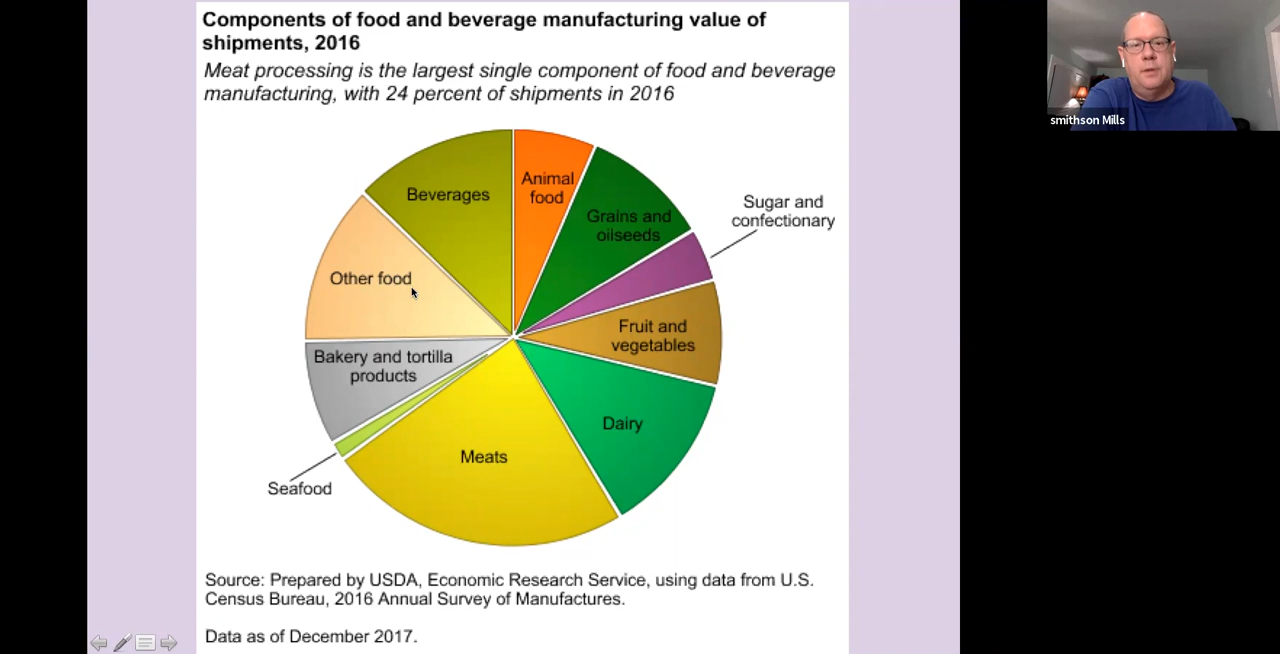 Components of food and beverage manufacturing value of
shipments, 2016
Meat processing is the largest single component of food and beverage
manufacturing, with 24 percent of shipments in 2016
smithson Mills
Beverages
Animal
food
Grains and
oilseeds
Sugar and
confectionary
Other food
Fruit and
vegetables
Bakery and tortilla
products
Dairy
Meats
Seafood
Source: Prepared by USDA, Economic Research Service, using data from U.S.
Census Bureau, 2016 Annual Survey of Manufactures.
Data as of December 2017.